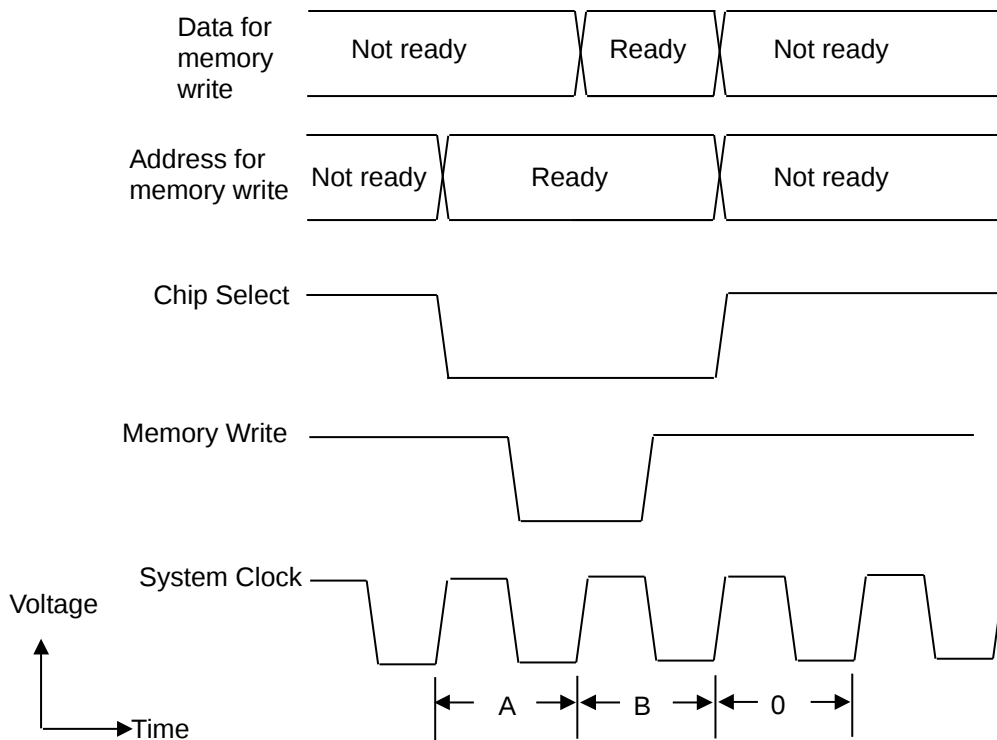 Data for
memory
write
Not ready
Ready
Not ready
Address for
memory write
Not ready
Ready
Not ready
Chip Select
Memory Write
System Clock
Voltage
Time
A
B
0